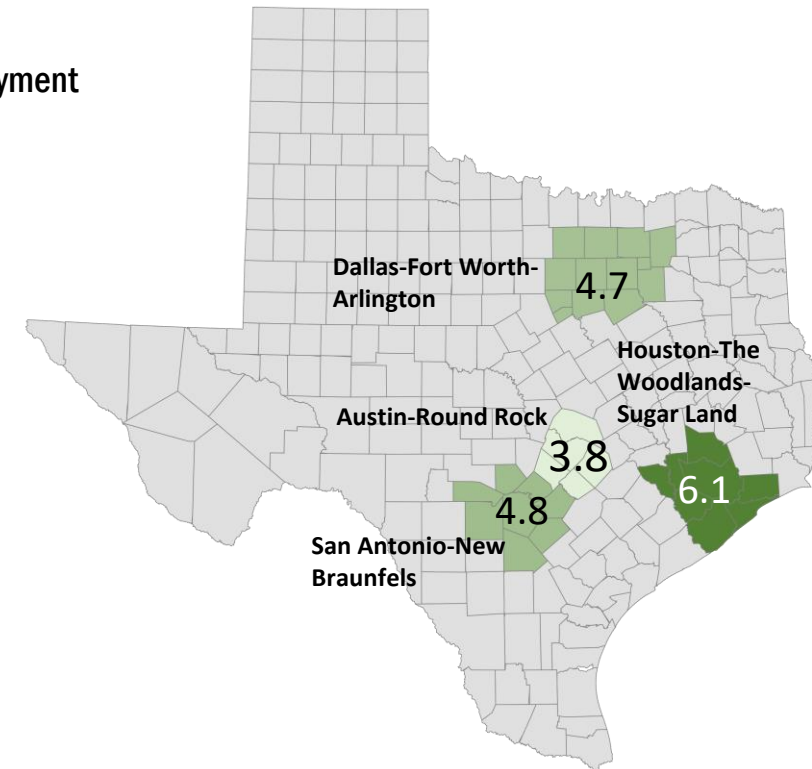 yment
Dallas-Fort Worth-
Arlington
4.7
Houston-The
Woodlands-
Sugar Land
Austin-Round Rock
3.8
6.1
4.8
San Antonio-New
Braunfels